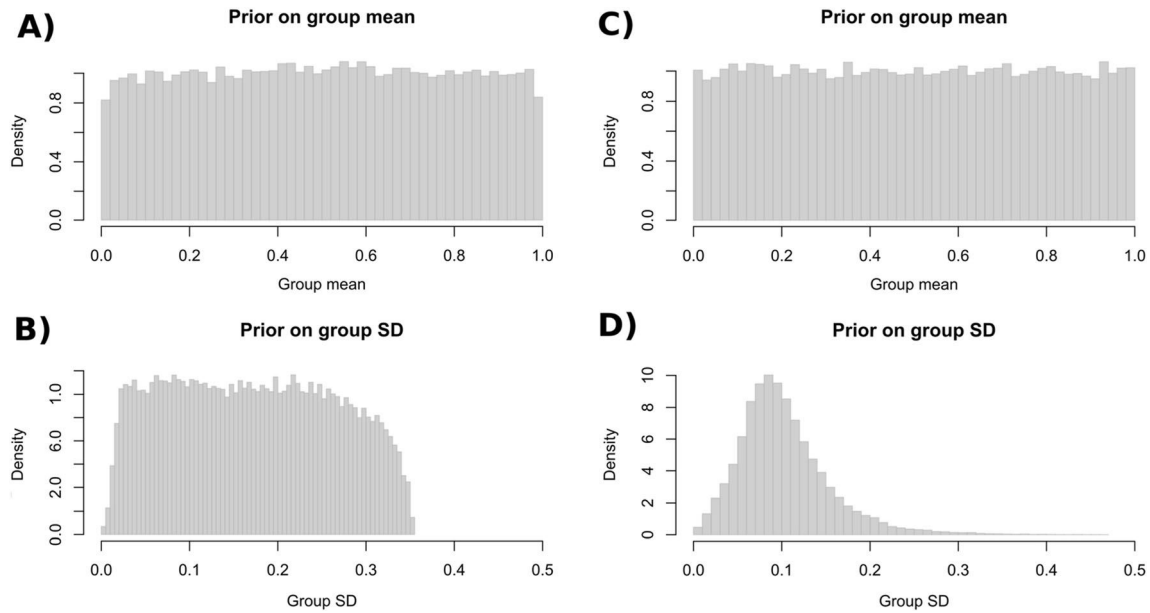 A)
Prior on group mean
Density
0.0 0.4 0.8
0.0 0.2 0.4 0.6 0.8 1.0
Group mean
C)
Prior on group mean
Density
0.0 0.4 0.8
0.0 0.2 0.4 0.6 0.8 1.0
Group mean
B)
Prior on group SD
Density
0.0 2.0 6.0 1.0
0.0 0.1 0.2 0.3 0.4 0.5
Group SD
D)
Prior on group SD
Density
0 2 4 6 8 10
0.0 0.1 0.2 0.3 0.4 0.5
Group SD